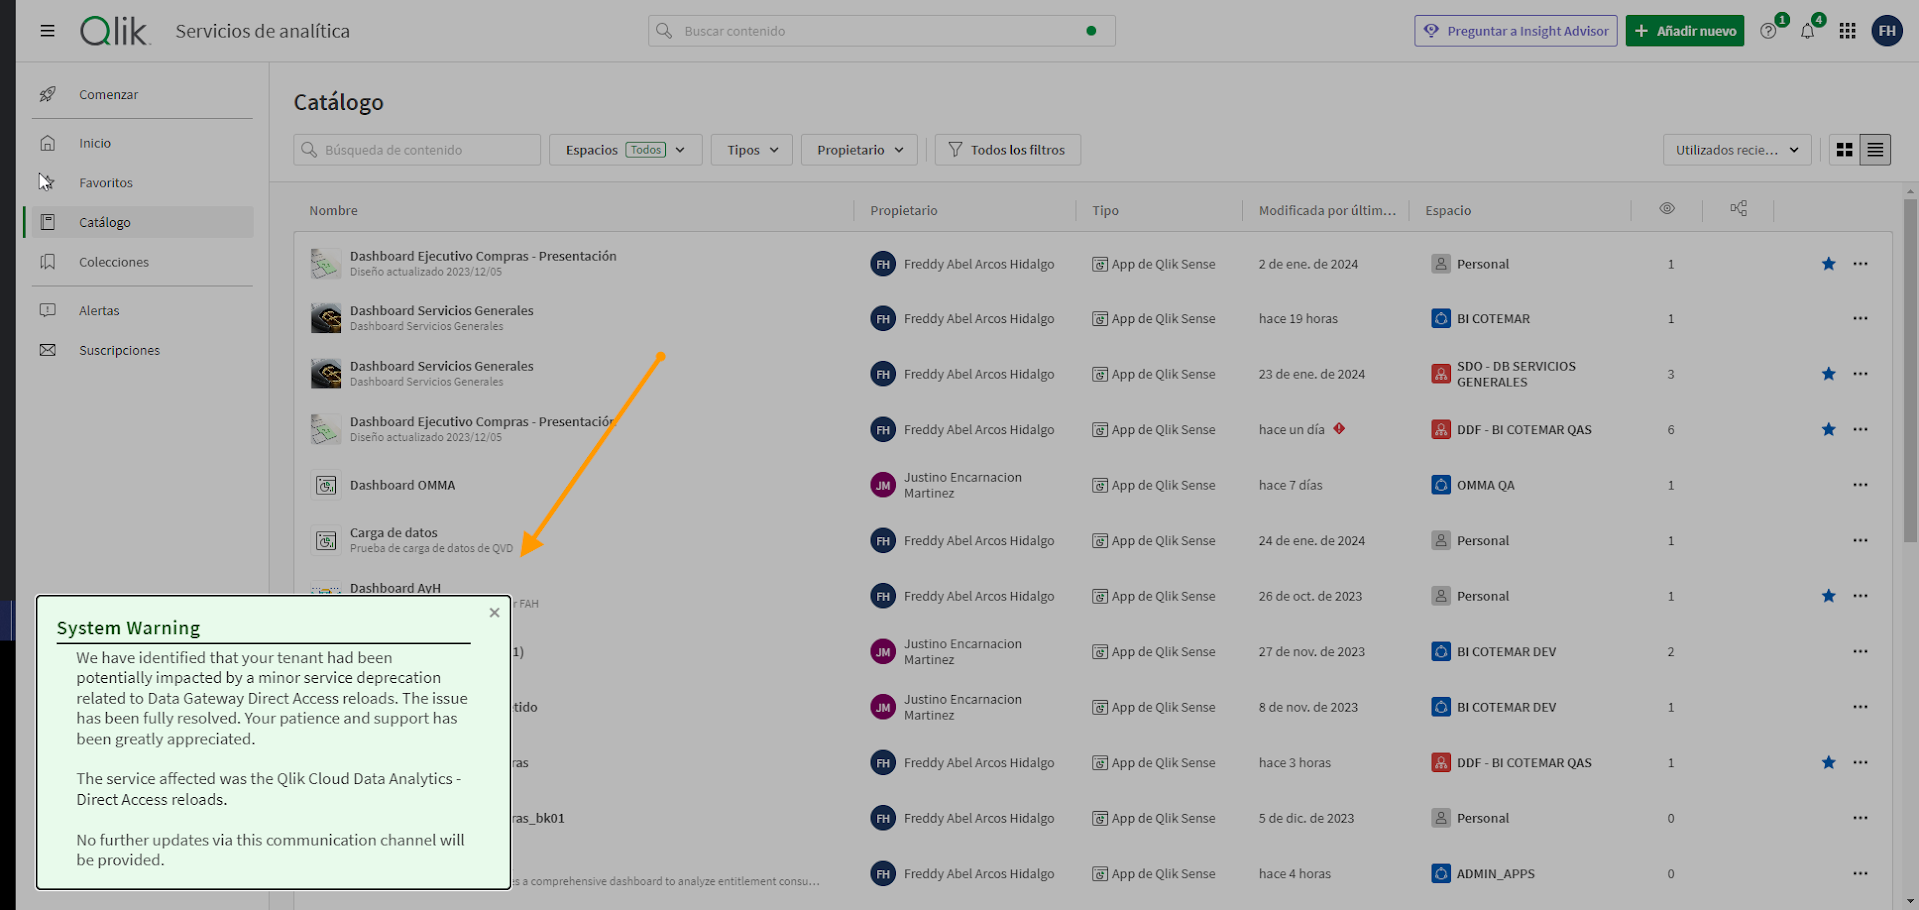 Qlik
Servicios de analítica
Buscar contenido
Preguntar a Insight Advisor
Añadir nuevo
1
4
FH
Comenzar
Inicio
Favoritos
Catálogo
Colecciones
Alertas
Suscripciones
Catálogo
Búsqueda de contenido
Espacios Todos
Tipos
Propietario
Todos los filtros
Utilizados recie...
Nombre
Propietario
Tipo
Modificada por últim...
Espacio
Dashboard Ejecutivo Compras - Presentación
Diseño actualizado 2023/12/05
FH Freddy Abel Arcos Hidalgo
App de Qlik Sense
2 de ene. de 2024
Personal
1
Dashboard Servicios Generales
Dashboard Servicios Generales
FH Freddy Abel Arcos Hidalgo
App de Qlik Sense
hace 19 horas
BI COTEMAR
1
Dashboard Servicios Generales
Dashboard Servicios Generales
FH Freddy Abel Arcos Hidalgo
App de Qlik Sense
23 de ene. de 2024
SDO - DB SERVICIOS
GENERALES
3
Dashboard Ejecutivo Compras - Presentación
Diseño actualizado 2023/12/05
FH Freddy Abel Arcos Hidalgo
App de Qlik Sense
hace un día
DDF - BI COTEMAR QAS
6
Dashboard OMMA
JM Justino Encarnacion
Martinez
App de Qlik Sense
hace 7 días
OMMA QA
1
Carga de datos
Prueba de carga de datos de QVD
FH Freddy Abel Arcos Hidalgo
App de Qlik Sense
24 de ene. de 2024
Personal
1
Dashboard AyH
r FAH
FH Freddy Abel Arcos Hidalgo
App de Qlik Sense
26 de oct. de 2023
Personal
1
1)
JM Justino Encarnacion
Martinez
App de Qlik Sense
27 de nov. de 2023
BI COTEMAR DEV
2
tido
JM Justino Encarnacion
Martinez
App de Qlik Sense
8 de nov. de 2023
BI COTEMAR DEV
1
ras
FH Freddy Abel Arcos Hidalgo
App de Qlik Sense
hace 3 horas
DDF - BI COTEMAR QAS
1
ras_bk01
FH Freddy Abel Arcos Hidalgo
App de Qlik Sense
5 de dic. de 2023
Personal
0
s a comprehensive dashboard to analyze entitlement consu...
FH Freddy Abel Arcos Hidalgo
App de Qlik Sense
hace 4 horas
ADMIN_APPS
0
System Warning
We have identified that your tenant had been
potentially impacted by a minor service deprecation
related to Data Gateway Direct Access reloads. The issue
has been fully resolved. Your patience and support has
been greatly appreciated.
The service affected was the Qlik Cloud Data Analytics -
Direct Access reloads.
No further updates via this communication channel will
be provided.